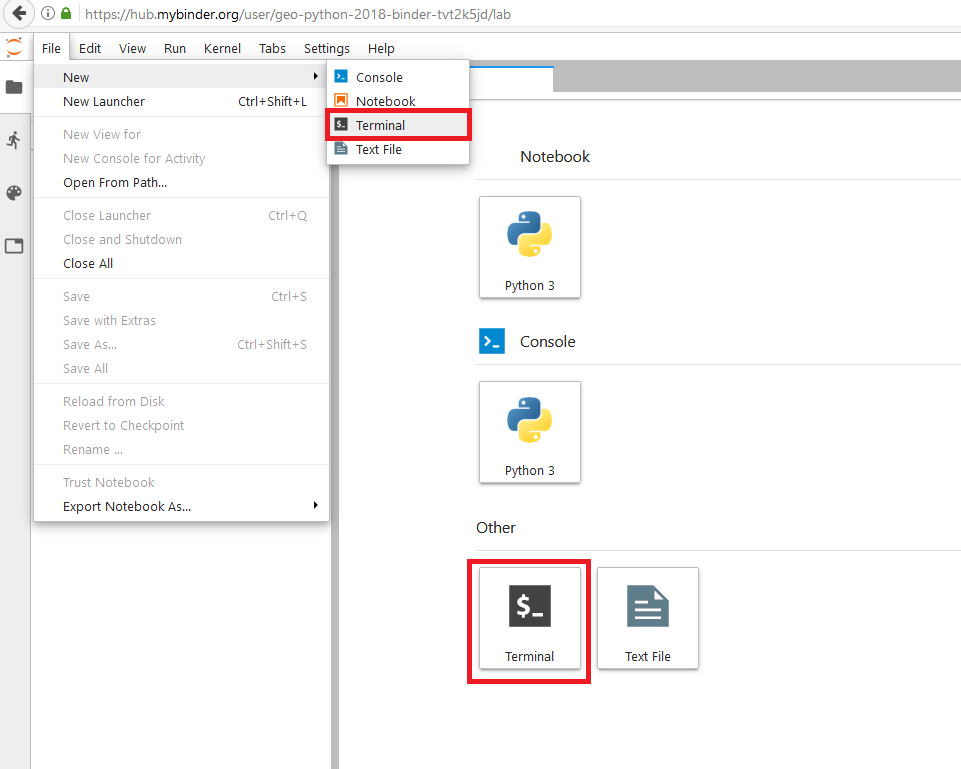 https://hub.mybinder.org/user/geo-python-2018-binder-tvt2k5jd/lab
File Edit View Run Kernel Tabs Settings Help
New
New Launcher Ctrl+Shift+L
New View for
New Console for Activity
Open From Path...
Close Launcher Ctrl+Q
Close and Shutdown
Close All
Save Ctrl+S
Save with Extras
Save As... Ctrl+Shift+S
Save All
Reload from Disk
Revert to Checkpoint
Rename ...
Trust Notebook
Export Notebook As...
Console
Notebook
$_ Terminal
Text File
Notebook
Python 3
>_ Console
Python 3
Other
$_
Terminal
Text File